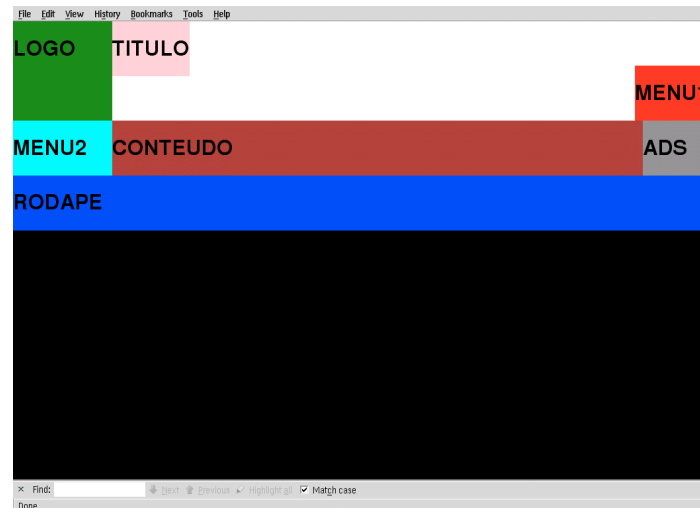 File Edit View History Bookmarks Tools Help
LOGO TITULO
MENU1
MENU2 CONTEUDO ADS
RODAPE
× Find: Next Previous Highlight all Match case
Done